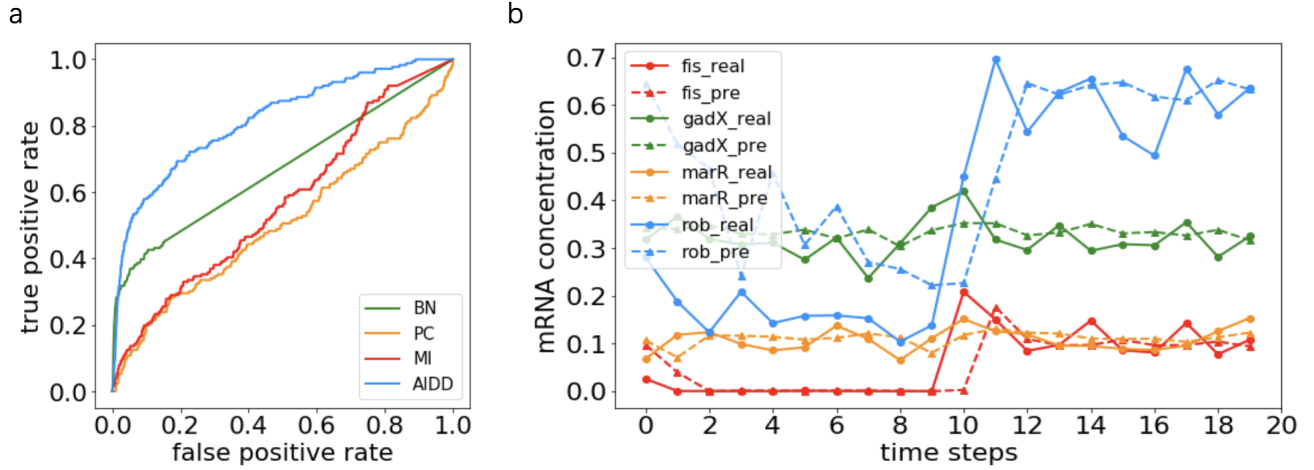 a
b
true positive rate
1.0
0.8
0.6
0.4
0.2
0.0
0.0 0.2 0.4 0.6 0.8 1.0
false positive rate
BN
PC
MI
AIDD
mRNA concentration
0.7
0.6
0.5
0.4
0.3
0.2
0.1
0.0
fis_real
fis_pre
gadX_real
gadX_pre
marR_real
marR_pre
rob_real
rob_pre
0 2 4 6 8 10 12 14 16 18 20
time steps